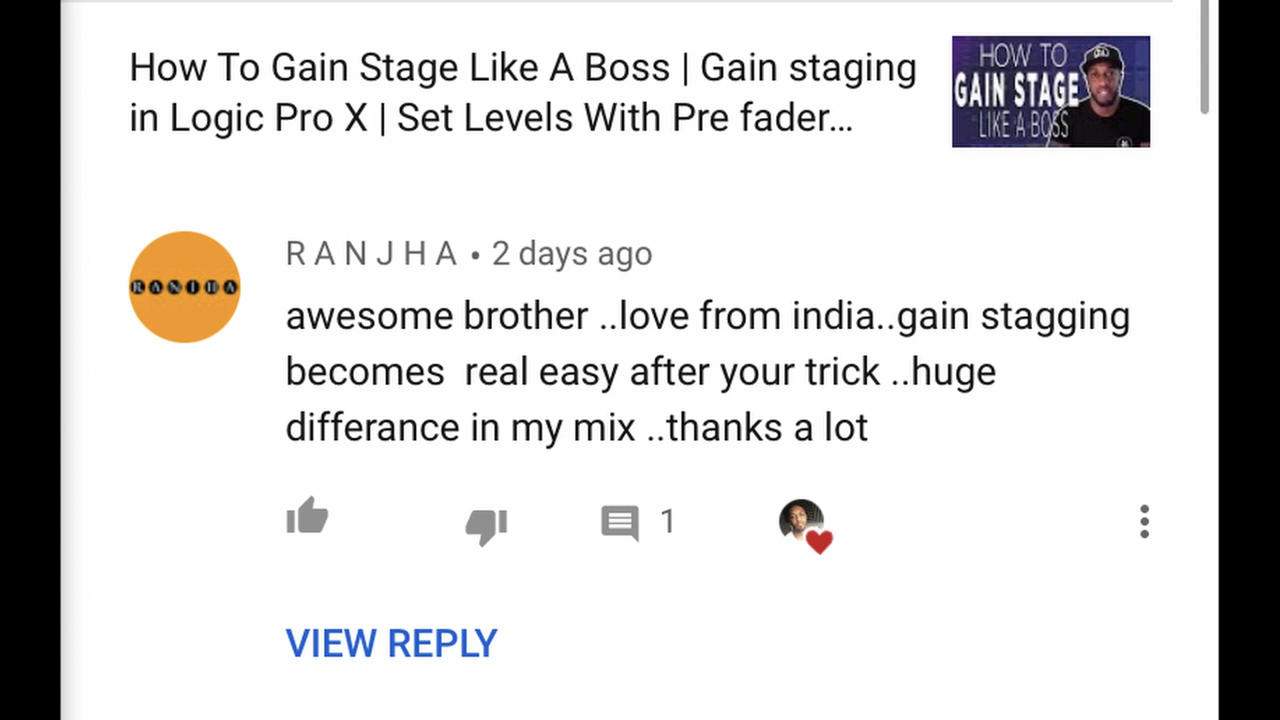 How To Gain Stage Like A Boss | Gain staging
in Logic Pro X | Set Levels With Pre fader...
HOW TO
GAIN STAGE
LIKE A BOSS
R A N J H A • 2 days ago
RANJHA
awesome brother ..love from india..gain stagging
becomes  real easy after your trick ..huge
differance in my mix ..thanks a lot
1
VIEW REPLY